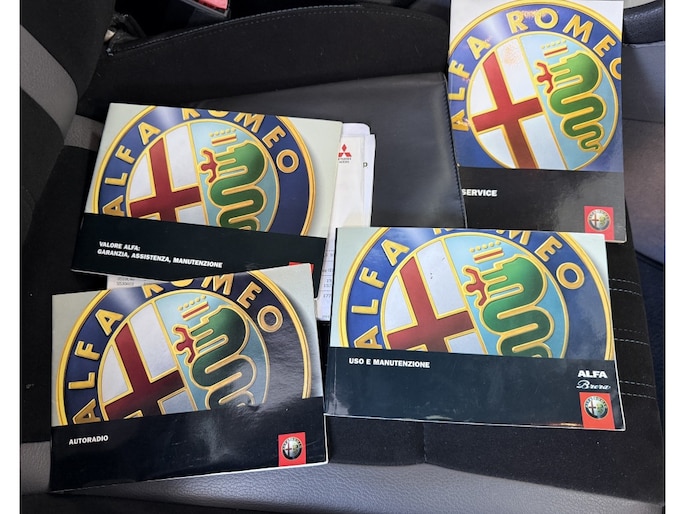 ALFA ROMEO
VALORE ALFA:
GARANZIA, ASSISTENZA, MANUTENZIONE
ALFA ROMEO
SERVICE
ALFA ROMEO
AUTORADIO
ALFA ROMEO
USO E MANUTENZIONE
ALFA
Brera